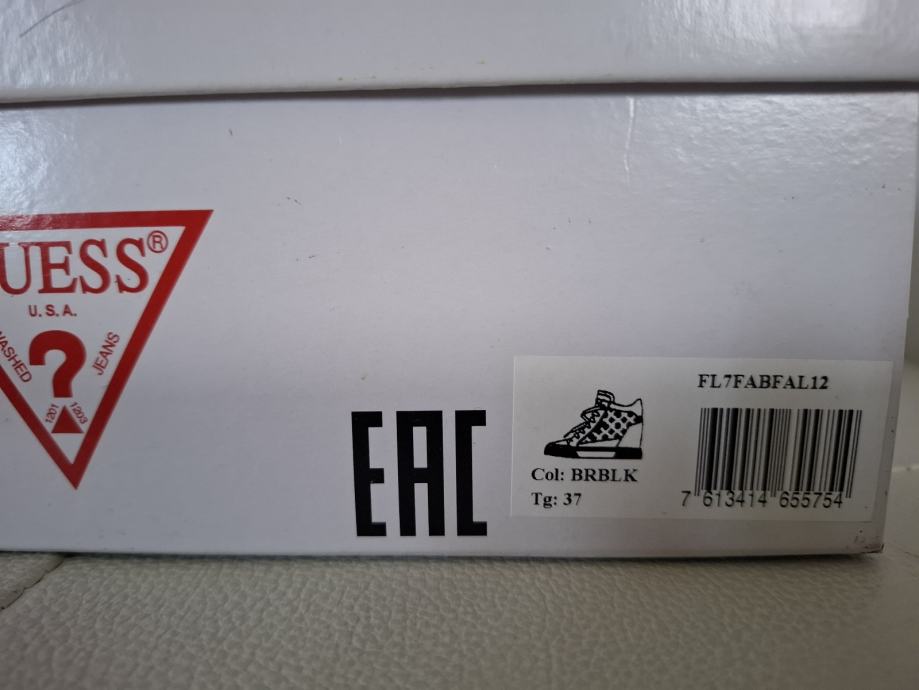 UESS®
U.S.A.
WASHED
?
JEANS
1201
1203
EAC
FL7FABFAL12
Col: BRBLK
Tg: 37
7 613414 655754